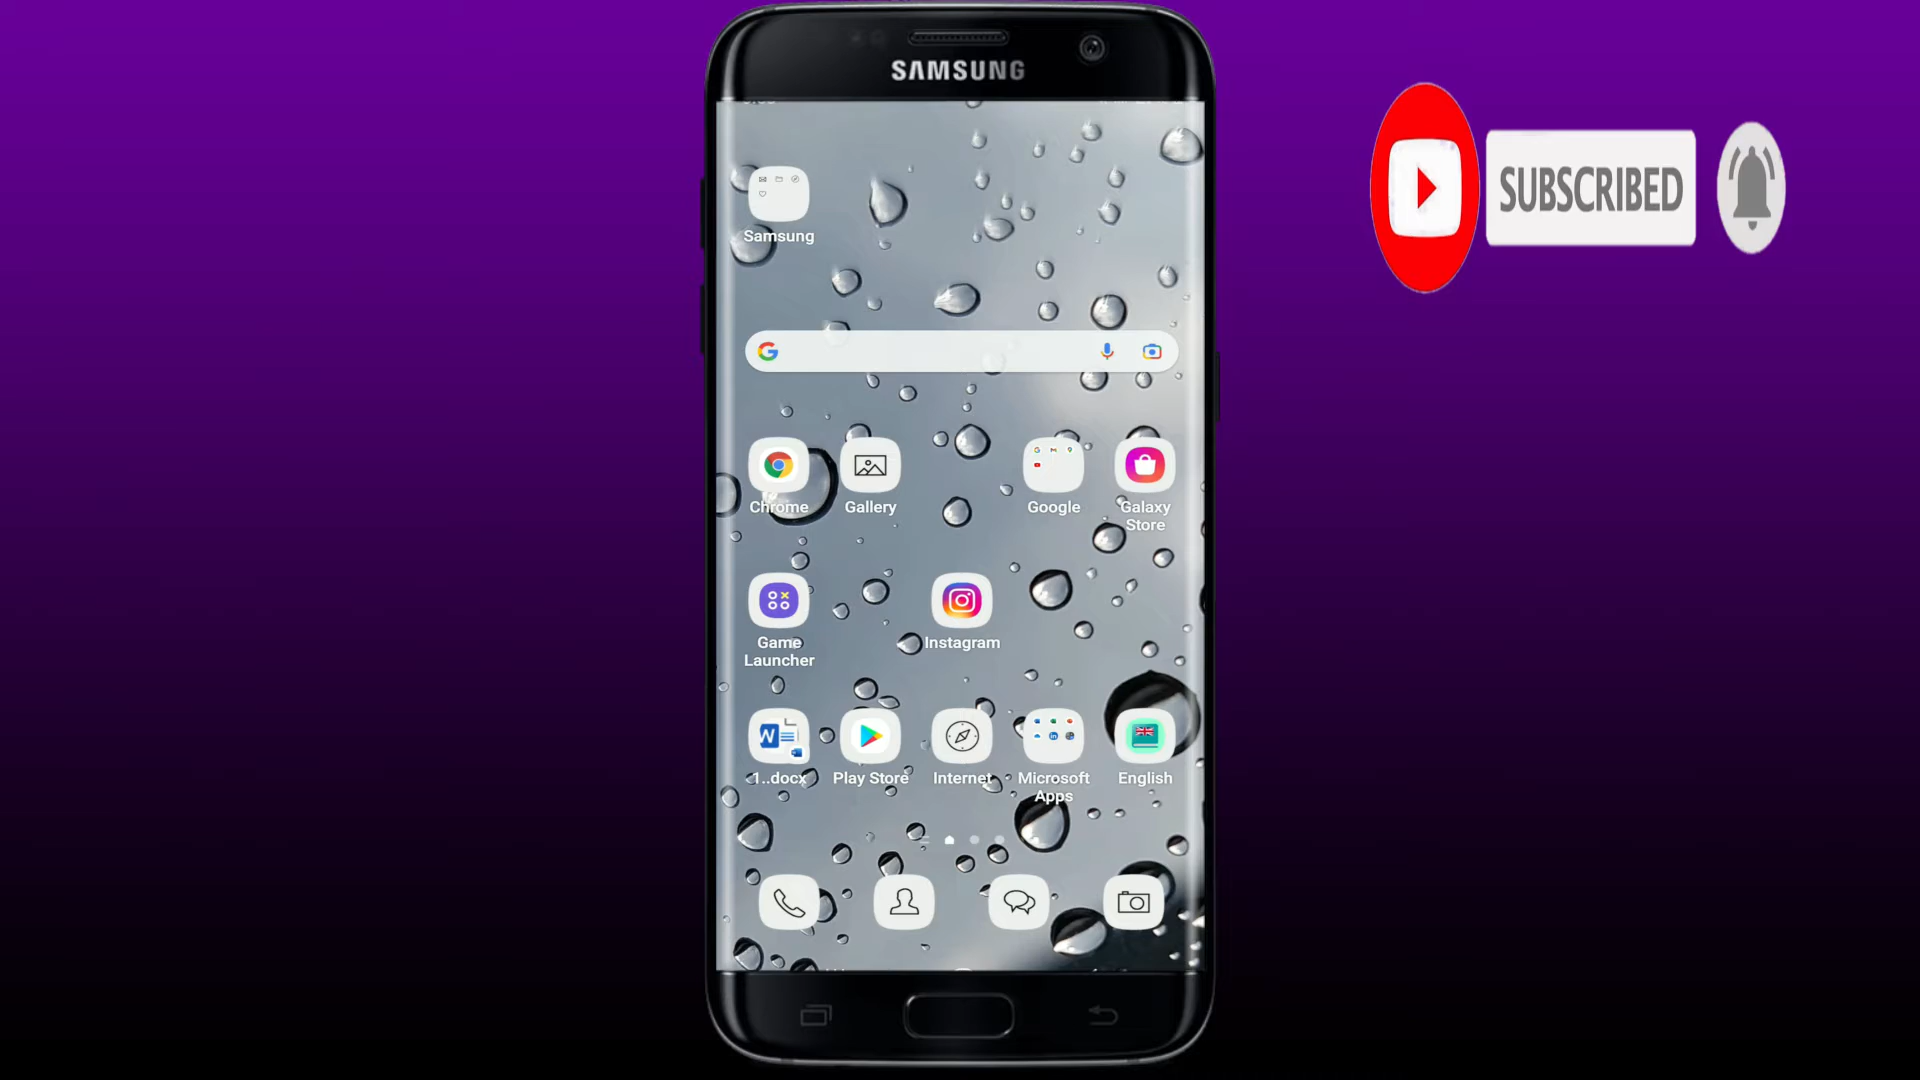 SAMSUNG
SUBSCRIBED
Samsung
Chrome
Gallery
Google
Galaxy
Store
Game
Launcher
Instagram
1..docx
Play Store
Internet
Microsoft
Apps
English